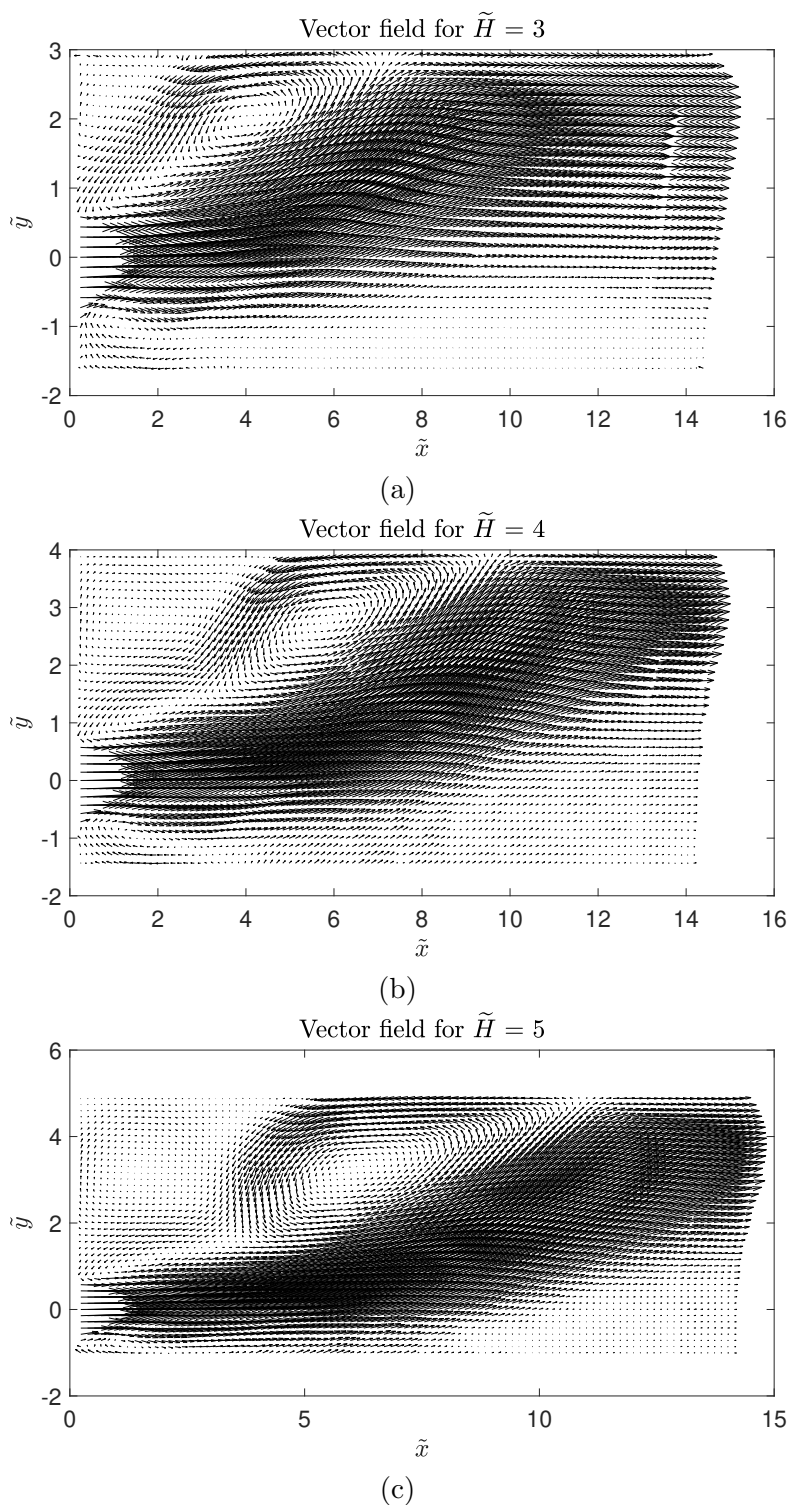 Vector field for H̃ = 3
3
2
1
0
-1
-2
ỹ
0 2 4 6 8 10 12 14 16
x̃
(a)
Vector field for H̃ = 4
4
3
2
1
0
-1
-2
ỹ
0 2 4 6 8 10 12 14 16
x̃
(b)
Vector field for H̃ = 5
6
4
2
0
-2
ỹ
0 5 10 15
x̃
(c)